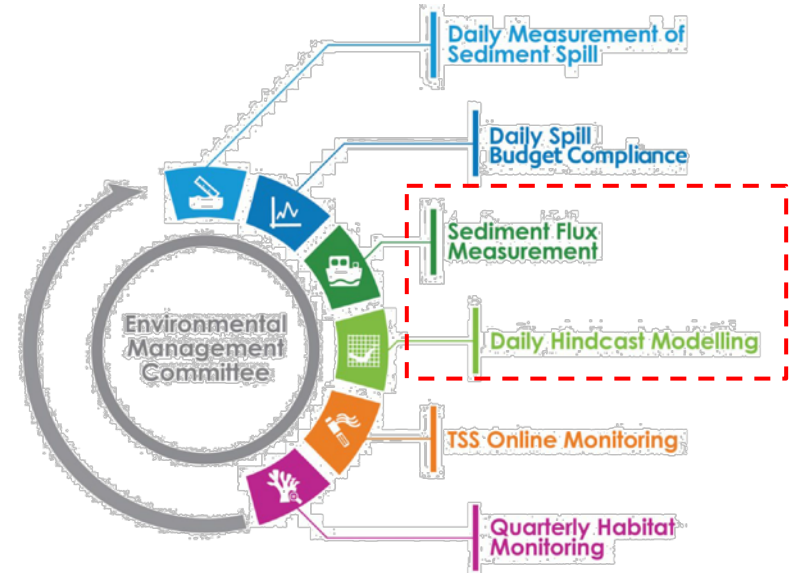 Daily Measurement of
Sediment Spill
Daily Spill
Budget Compliance
Sediment Flux
Measurement
Environmental
Management
Committee
Daily Hindcast Modelling
TSS Online Monitoring
Quarterly Habitat
Monitoring